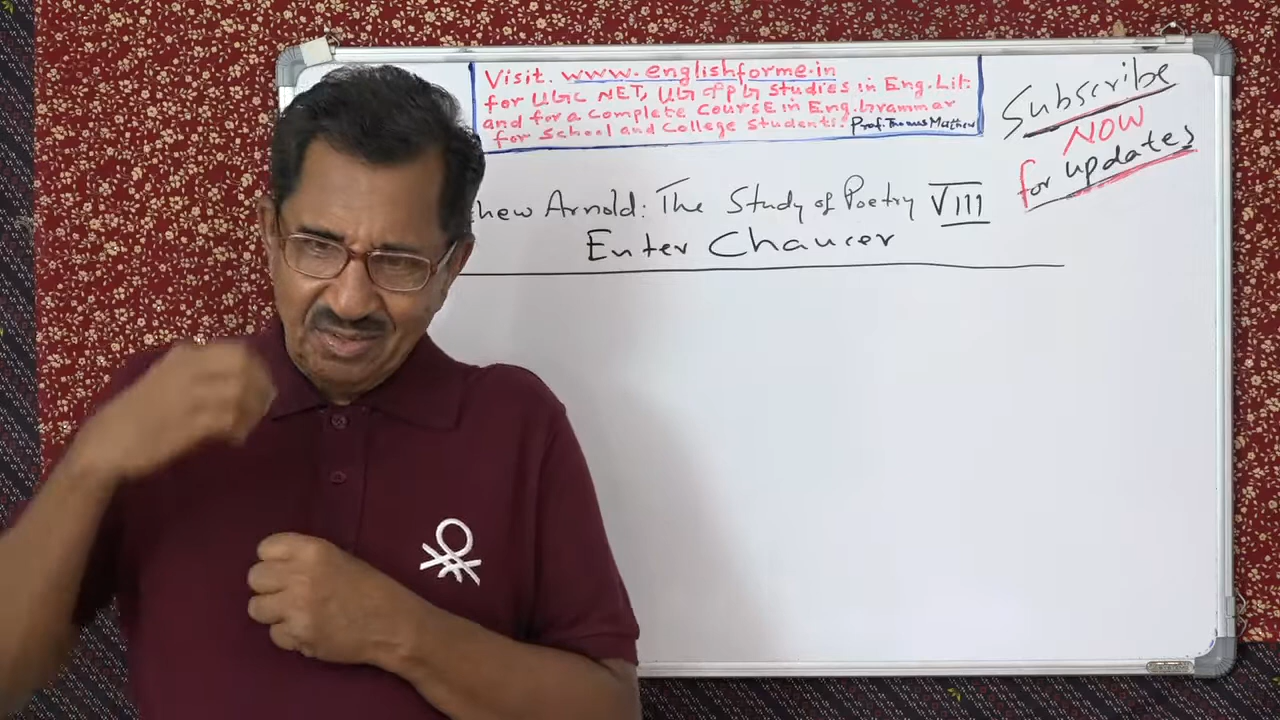 Visit. www.englishforme.in
for UGC NET, UG & PG Studies in Eng. Lit:
and for a Complete Course in Eng. Grammar
for School and College Students. Prof. Thomas Mathew
Subscribe
NOW
for updates
hew Arnold: The Study of Poetry VIII
Enter Chaucer